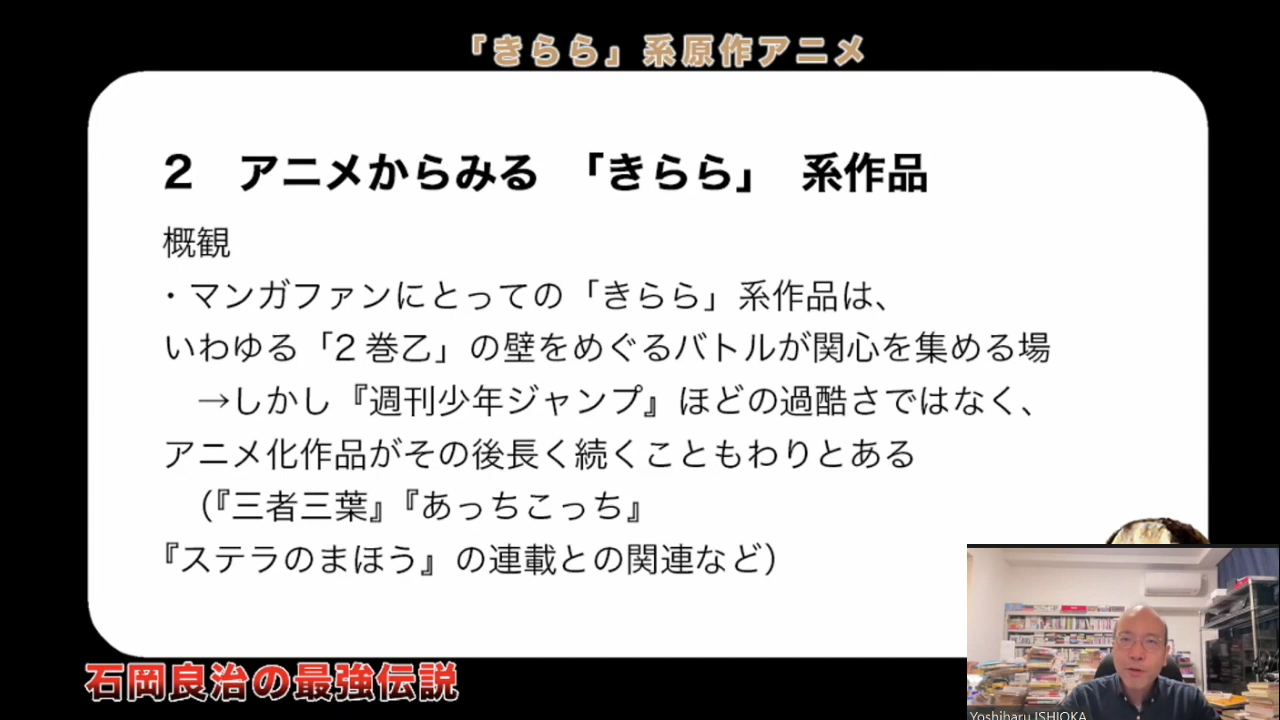 「きらら」系原作アニメ
2　アニメからみる　「きらら」　系作品
概観
・マンガファンにとっての「きらら」系作品は、
いわゆる「2巻乙」の壁をめぐるバトルが関心を集める場
→しかし『週刊少年ジャンプ』ほどの過酷さではなく、
アニメ化作品がその後長く続くこともわりとある
（『三者三葉』『あっちこっち』
『ステラのまほう』の連載との関連など）
石岡良治の最強伝説
Yoshiharu ISHIOKA